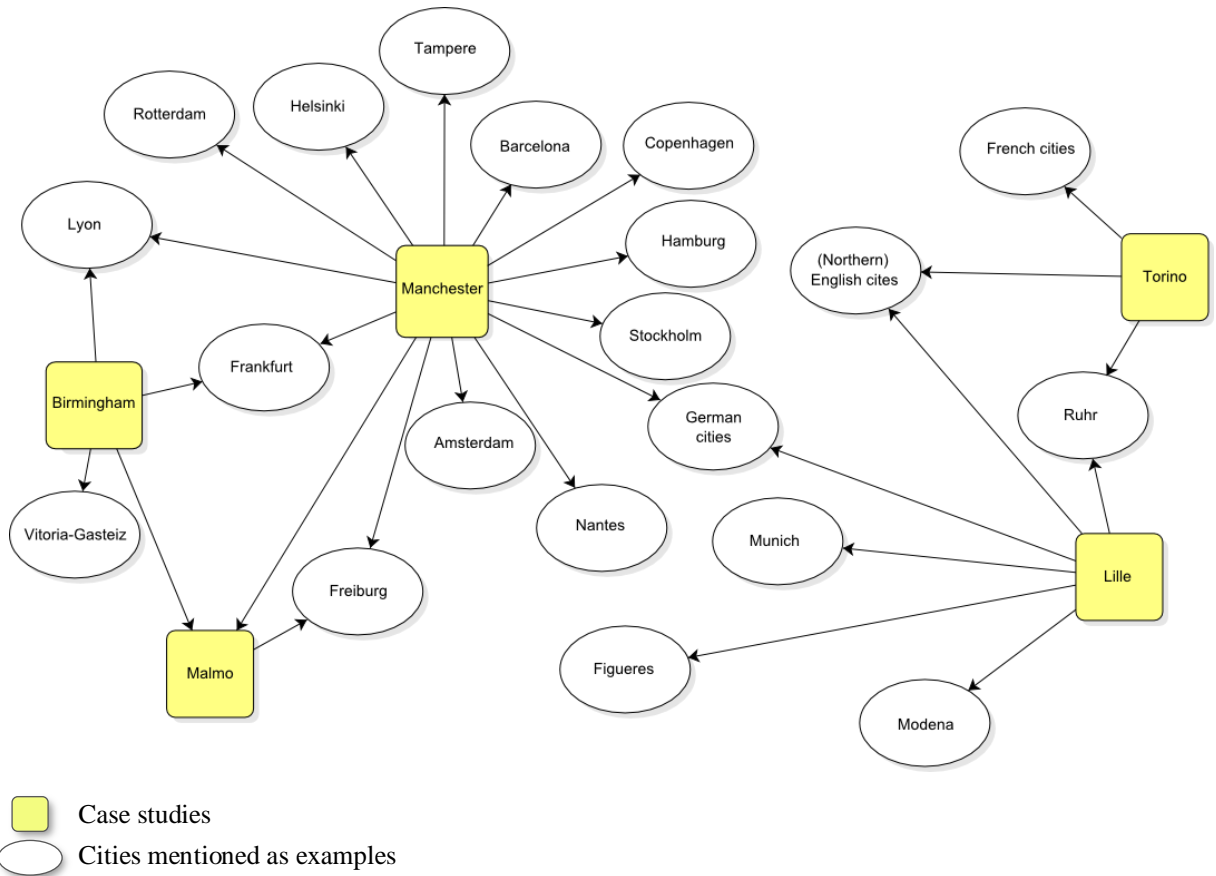 Tampere
Rotterdam
Helsinki
Barcelona
Copenhagen
French cities
Lyon
Hamburg
(Northern)
English cites
Torino
Manchester
Stockholm
Frankfurt
Birmingham
Ruhr
German
cities
Amsterdam
Vitoria-Gasteiz
Nantes
Munich
Lille
Freiburg
Malmo
Figueres
Modena
Case studies
Cities mentioned as examples